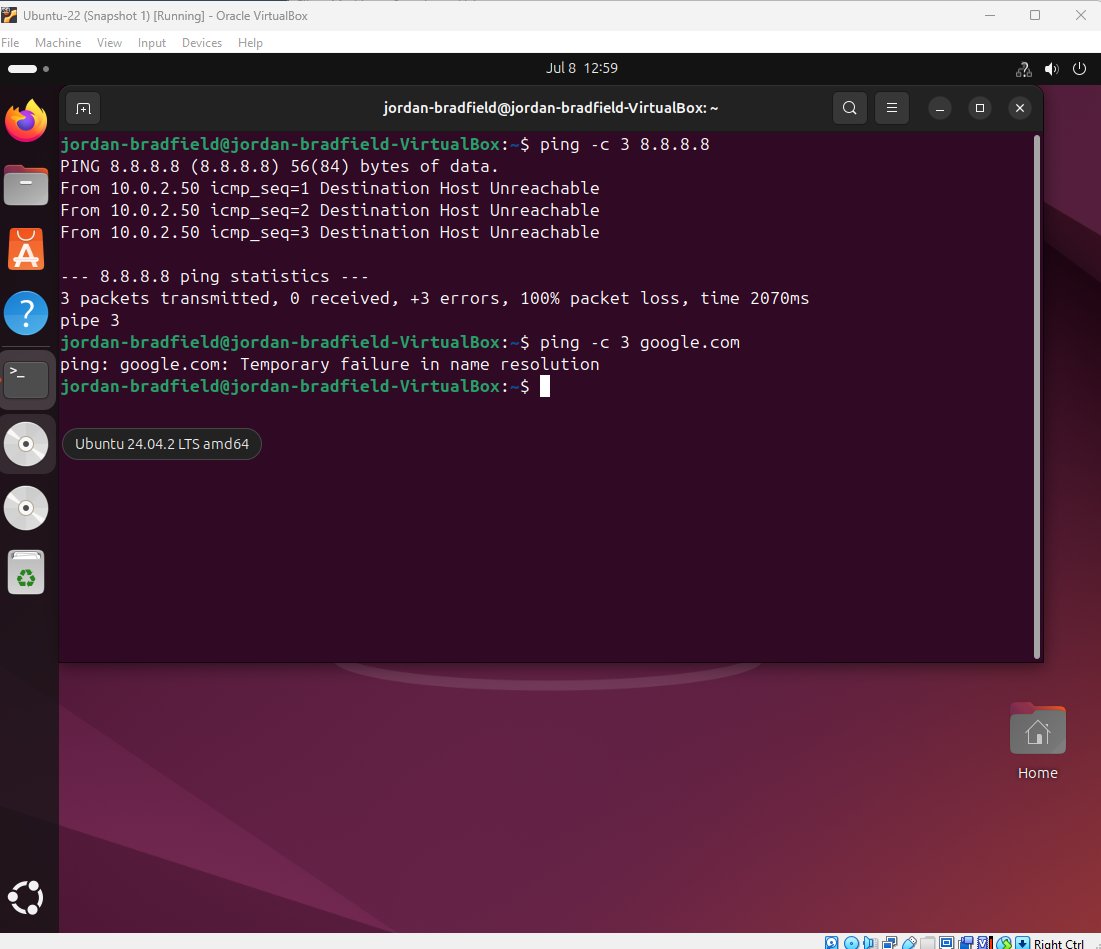 Ubuntu-22 (Snapshot 1) [Running] - Oracle VirtualBox
File Machine View Input Devices Help
Jul 8 12:59
jordan-bradfield@jordan-bradfield-VirtualBox: ~
jordan-bradfield@jordan-bradfield-VirtualBox:~$ ping -c 3 8.8.8.8
PING 8.8.8.8 (8.8.8.8) 56(84) bytes of data.
From 10.0.2.50 icmp_seq=1 Destination Host Unreachable
From 10.0.2.50 icmp_seq=2 Destination Host Unreachable
From 10.0.2.50 icmp_seq=3 Destination Host Unreachable
--- 8.8.8.8 ping statistics ---
3 packets transmitted, 0 received, +3 errors, 100% packet loss, time 2070ms
pipe 3
jordan-bradfield@jordan-bradfield-VirtualBox:~$ ping -c 3 google.com
ping: google.com: Temporary failure in name resolution
jordan-bradfield@jordan-bradfield-VirtualBox:~$
Ubuntu 24.04.2 LTS amd64
Home
Right Ctrl